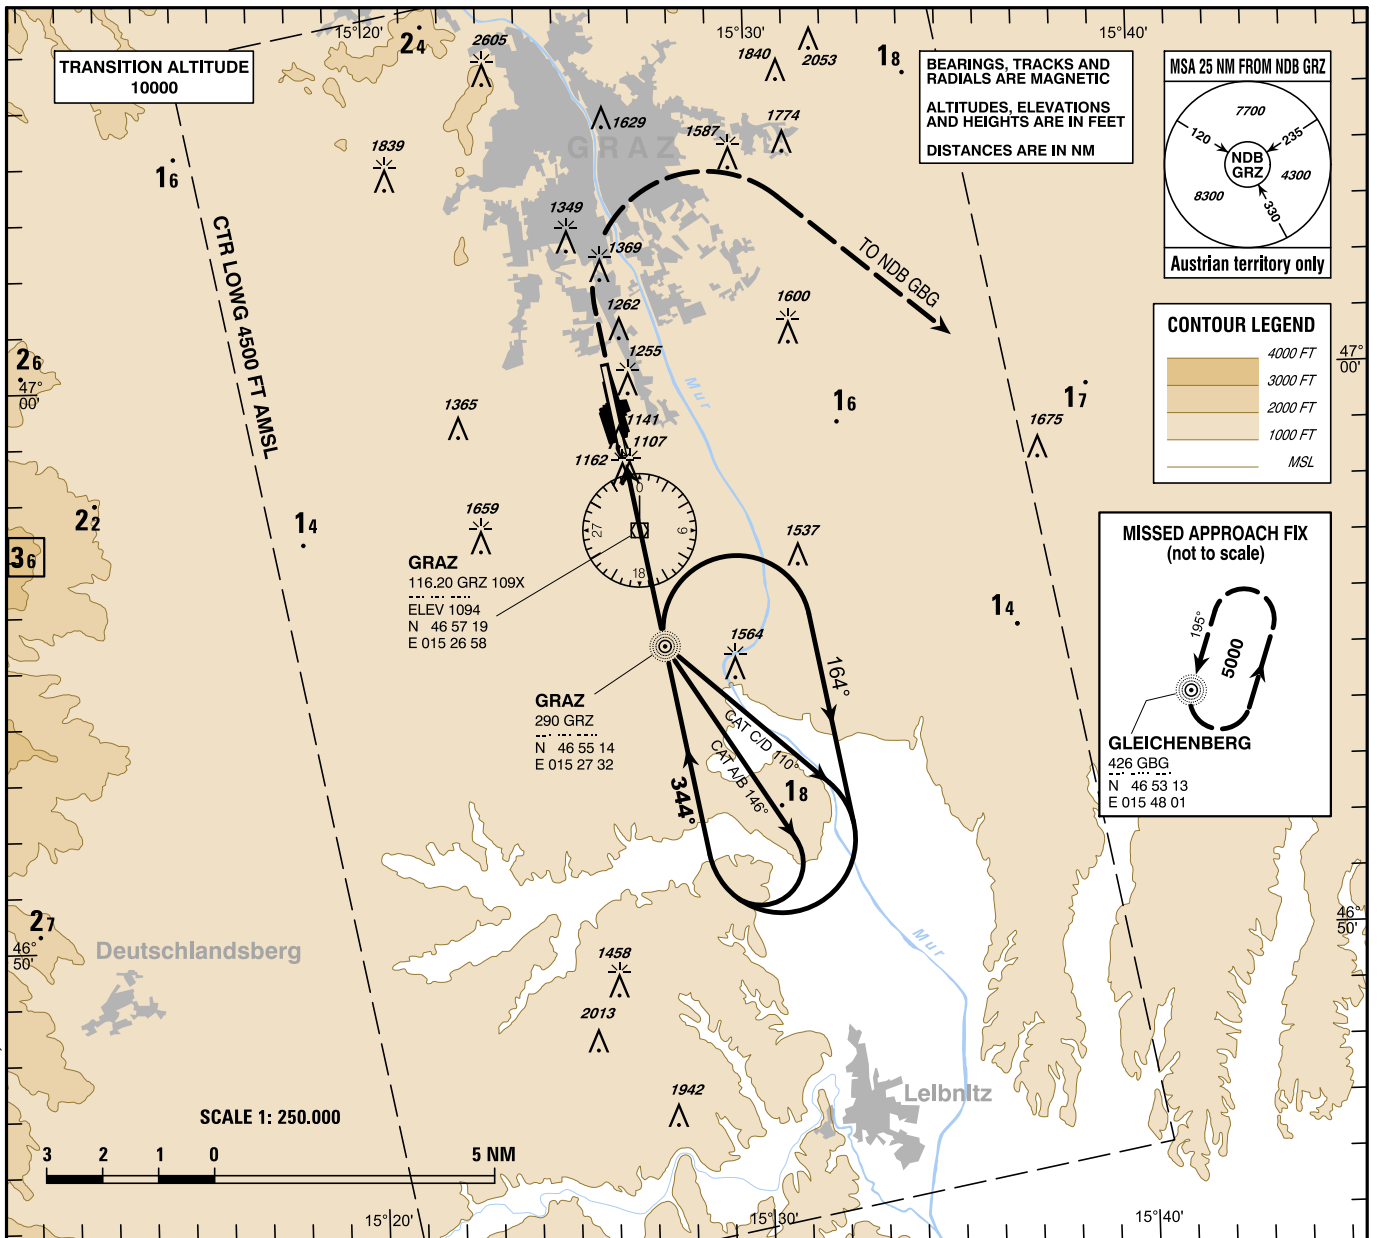 15°20'
15°30'
15°40'
TRANSITION ALTITUDE
10000
24
2605
1840
2053
18
BEARINGS, TRACKS AND
RADIALS ARE MAGNETIC
ALTITUDES, ELEVATIONS
AND HEIGHTS ARE IN FEET
DISTANCES ARE IN NM
MSA 25 NM FROM NDB GRZ
7700
120
235
NDB
GRZ
4300
8300
330
Austrian territory only
1629
GRAZ
1587
1774
1839
16
1349
1369
CTR LOWG 4500 FT AMSL
TO NDB GBG
1262
1600
1255
CONTOUR LEGEND
4000 FT
3000 FT
2000 FT
1000 FT
MSL
26
47°
00'
47°
00'
Mur
1365
16
17
1675
1141
1107
1162
0
27
9
18
1659
22
14
36
1537
GRAZ
116.20 GRZ 109X
ELEV 1094
N 46 57 19
E 015 26 58
MISSED APPROACH FIX
(not to scale)
195°
5000
GLEICHENBERG
426 GBG
N 46 53 13
E 015 48 01
14
1564
164°
GRAZ
290 GRZ
N 46 55 14
E 015 27 32
CAT C/D 110°
CAT A/B 146°
344°
18
27
46°
50'
46°
50'
Deutschlandsberg
Mur
1458
2013
1942
Leibnitz
SCALE 1: 250.000
3 2 1 0 5 NM
15°20'
15°30'
15°40'